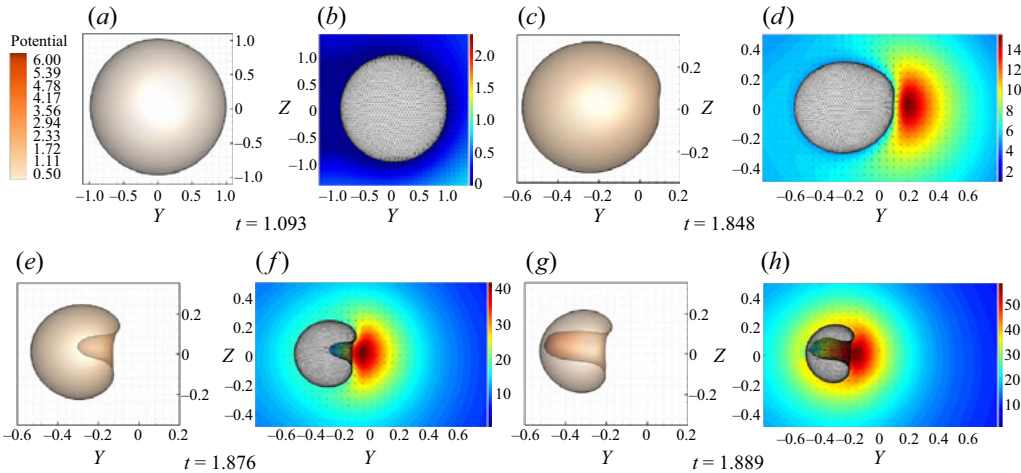 (a) (b) (c) (d)
Potential
6.00
5.39
4.78
4.17
3.56
2.94
2.33
1.72
1.11
0.50
1.0
0.5
0
–0.5
–1.0
–1.0 –0.5 0 0.5 1.0
Y
Z
1.0
0.5
0
–0.5
–1.0
–1.0 –0.5 0 0.5 1.0
Y
2.0
1.5
1.0
0.5
0
t = 1.093
0.2
0
–0.2
–0.6 –0.4 –0.2 0 0.2
Y
Z
0.4
0.2
0
–0.2
–0.4
–0.6 –0.4 –0.2 0 0.2 0.4 0.6
Y
14
12
10
8
6
4
2
t = 1.848
(e) (f) (g) (h)
0.2
0
–0.2
–0.6 –0.4 –0.2 0 0.2
Y
Z
0.4
0.2
0
–0.2
–0.4
–0.6 –0.4 –0.2 0 0.2 0.4 0.6
Y
40
30
20
10
t = 1.876
0.2
0
–0.2
–0.6 –0.4 –0.2 0 0.2
Y
Z
0.4
0.2
0
–0.2
–0.4
–0.6 –0.4 –0.2 0 0.2 0.4 0.6
Y
50
40
30
20
10
t = 1.889